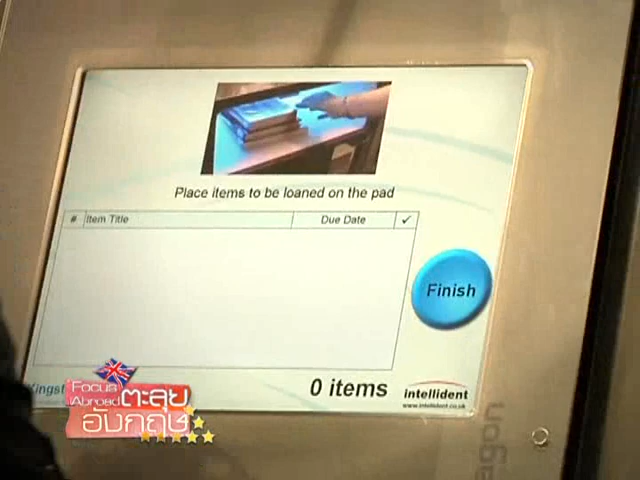 Place items to be loaned on the pad
# Item Title Due Date ✓
Finish
0 items
intellident
www.intellident.co.uk
Focus
Abroad
ตะลุย
อังกฤษ